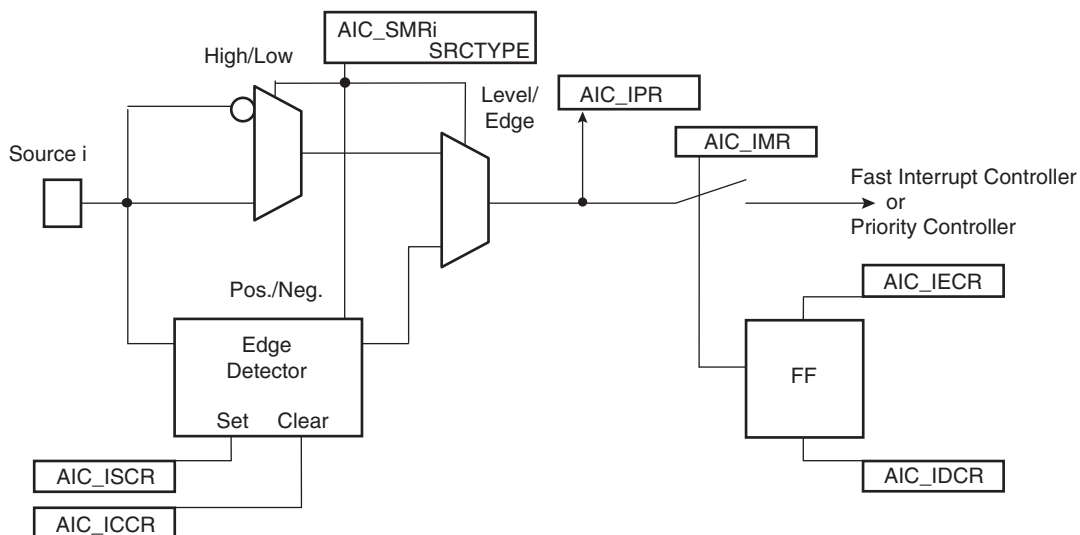 AIC_SMRi
SRCTYPE
High/Low
Level/
Edge
AIC_IPR
AIC_IMR
Source i
Fast Interrupt Controller
or
Priority Controller
Pos./Neg.
AIC_IECR
Edge
Detector
FF
Set Clear
AIC_ISCR
AIC_IDCR
AIC_ICCR